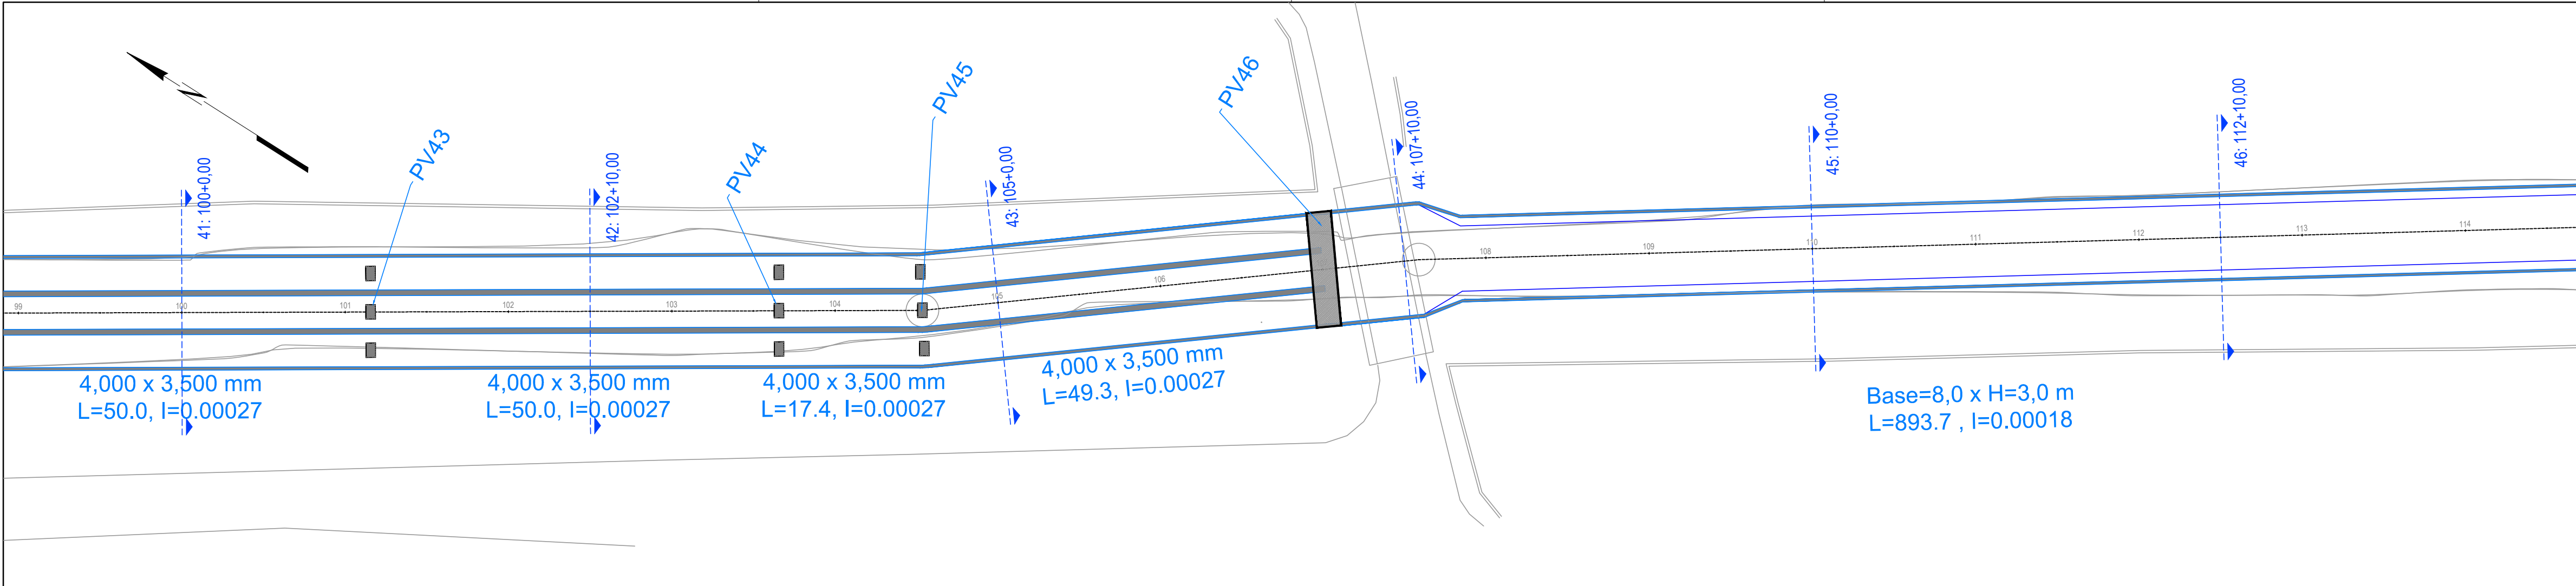 N
PV43
PV44
PV45
PV46
41: 100+0,00
42: 102+10,00
43: 105+0,00
44: 107+10,00
45: 110+0,00
46: 112+10,00
99
100
101
102
103
104
105
106
108
109
110
111
112
113
114
4,000 x 3,500 mm
L=50.0, I=0.00027
4,000 x 3,500 mm
L=50.0, I=0.00027
4,000 x 3,500 mm
L=17.4, I=0.00027
4,000 x 3,500 mm
L=49.3, I=0.00027
Base=8,0 x H=3,0 m
L=893.7 , I=0.00018